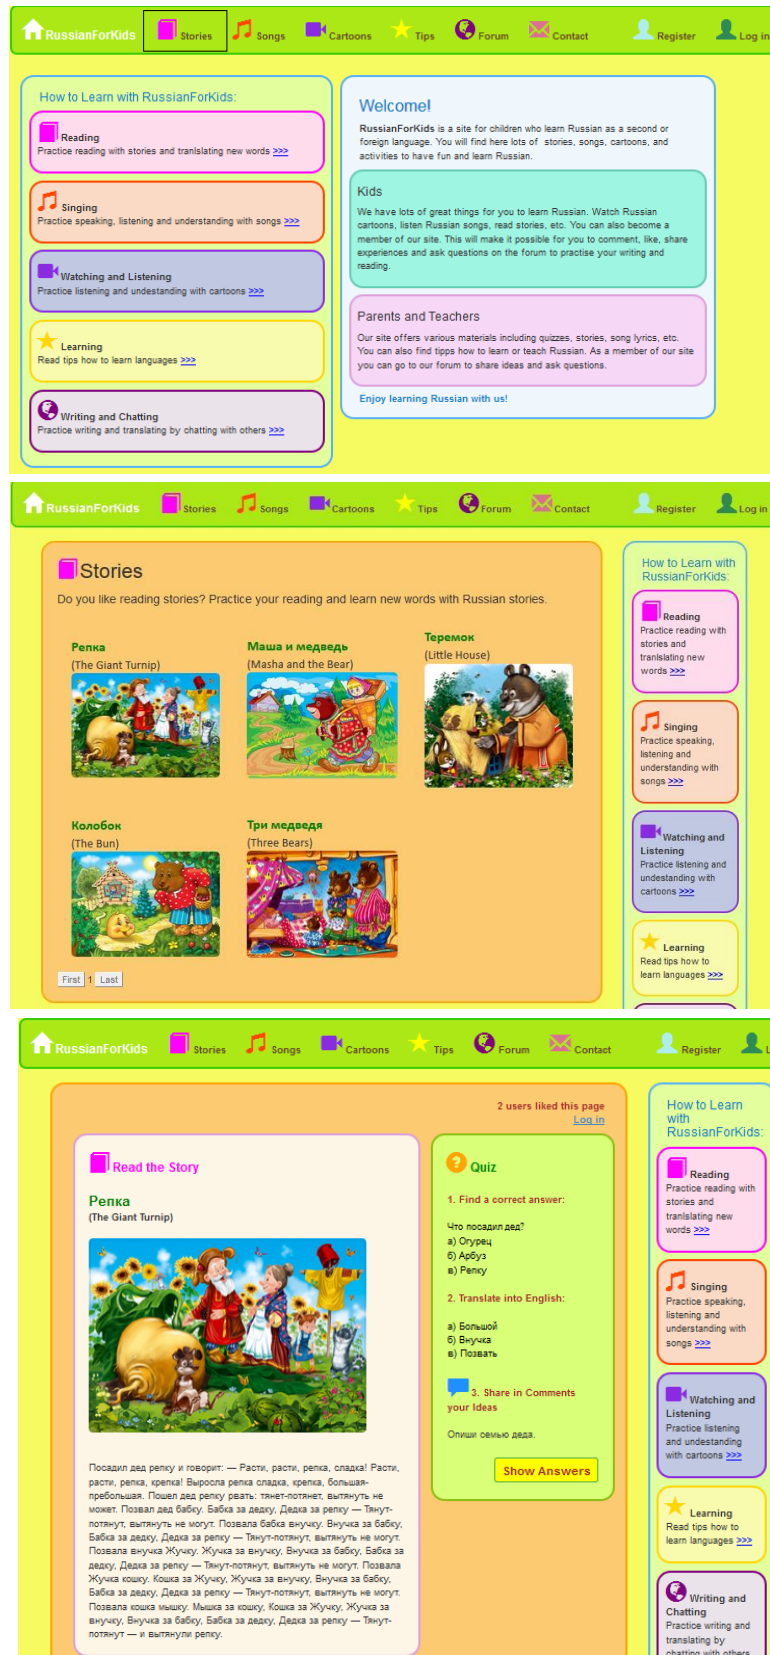 RussianForKids Stories Songs Cartoons Tips Forum Contact Register Log in
How to Learn with RussianForKids:
Reading
Practice reading with stories and tranlslating new words >>>
Singing
Practice speaking, listening and understanding with songs >>>
Watching and Listening
Practice listening and undestanding with cartoons >>>
Learning
Read tips how to learn languages >>>
Writing and Chatting
Practice writing and translating by chatting with others >>>
Welcome!
RussianForKids is a site for children who learn Russian as a second or
foreign language. You will find here lots of stories, songs, cartoons, and
activities to have fun and learn Russian.
Kids
We have lots of great things for you to learn Russian. Watch Russian
cartoons, listen Russian songs, read stories, etc. You can also become a
member of our site. This will make it possible for you to comment, like, share
experiences and ask questions on the forum to practise your writing and
reading.
Parents and Teachers
Our site offers various materials including quizzes, stories, song lyrics, etc.
You can also find tipps how to learn or teach Russian. As a member of our site
you can go to our forum to share ideas and ask questions.
Enjoy learning Russian with us!
RussianForKids Stories Songs Cartoons Tips Forum Contact Register Log in
Stories
Do you like reading stories? Practice your reading and learn new words with Russian stories.
Репка
(The Giant Turnip)
Маша и медведь
(Masha and the Bear)
Теремок
(Little House)
Колобок
(The Bun)
Три медведя
(Three Bears)
First 1 Last
How to Learn with
RussianForKids:
Reading
Practice reading with
stories and
tranlslating new
words >>>
Singing
Practice speaking,
listening and
understanding with
songs >>>
Watching and
Listening
Practice listening and
undestanding with
cartoons >>>
Learning
Read tips how to
learn languages >>>
RussianForKids Stories Songs Cartoons Tips Forum Contact Register L
2 users liked this page
Log in
Read the Story
Репка
(The Giant Turnip)
Посадил дед репку и говорит: — Расти, расти, репка, сладка! Расти,
расти, репка, крепка! Выросла репка сладка, крепка, большая-
пребольшая. Пошел дед репку рвать: тянет-потянет, вытянуть не
может. Позвал дед бабку. Бабка за дедку, Дедка за репку — Тянут-
потянут, вытянуть не могут. Позвала бабка внучку. Внучка за бабку,
Бабка за дедку, Дедка за репку — Тянут-потянут, вытянуть не могут.
Позвала внучка Жучку. Жучка за внучку, Внучка за бабку, Бабка за
дедку, Дедка за репку — Тянут-потянут, вытянуть не могут. Позвала
Жучка кошку. Кошка за Жучку, Жучка за внучку, Внучка за бабку,
Бабка за дедку, Дедка за репку — Тянут-потянут, вытянуть не могут.
Позвала кошка мышку. Мышка за кошку, Кошка за Жучку, Жучка за
внучку, Внучка за бабку, Бабка за дедку, Дедка за репку — Тянут-
потянут — и вытянули репку.
Quiz
1. Find a correct answer:
Что посадил дед?
а) Огурец
б) Арбуз
в) Репку
2. Translate into English:
а) Большой
б) Внучка
в) Позвать
3. Share in Comments
your Ideas
Опиши семью деда.
Show Answers
How to Learn
with
RussianForKids:
Reading
Practice reading with
stories and
tranlslating new
words >>>
Singing
Practice speaking,
listening and
understanding with
songs >>>
Watching and
Listening
Practice listening
and undestanding
with cartoons >>>
Learning
Read tips how to
learn languages >>>
Writing and
Chatting
Practice writing and
translating by
chatting with others